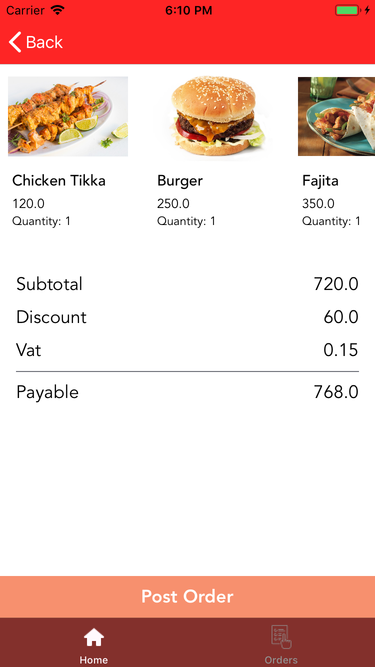 Carrier 6:10 PM
Back
Chicken Tikka Burger Fajita
120.0 250.0 350.0
Quantity: 1 Quantity: 1 Quantity: 1
Subtotal 720.0
Discount 60.0
Vat 0.15
Payable 768.0
Post Order
Home Orders